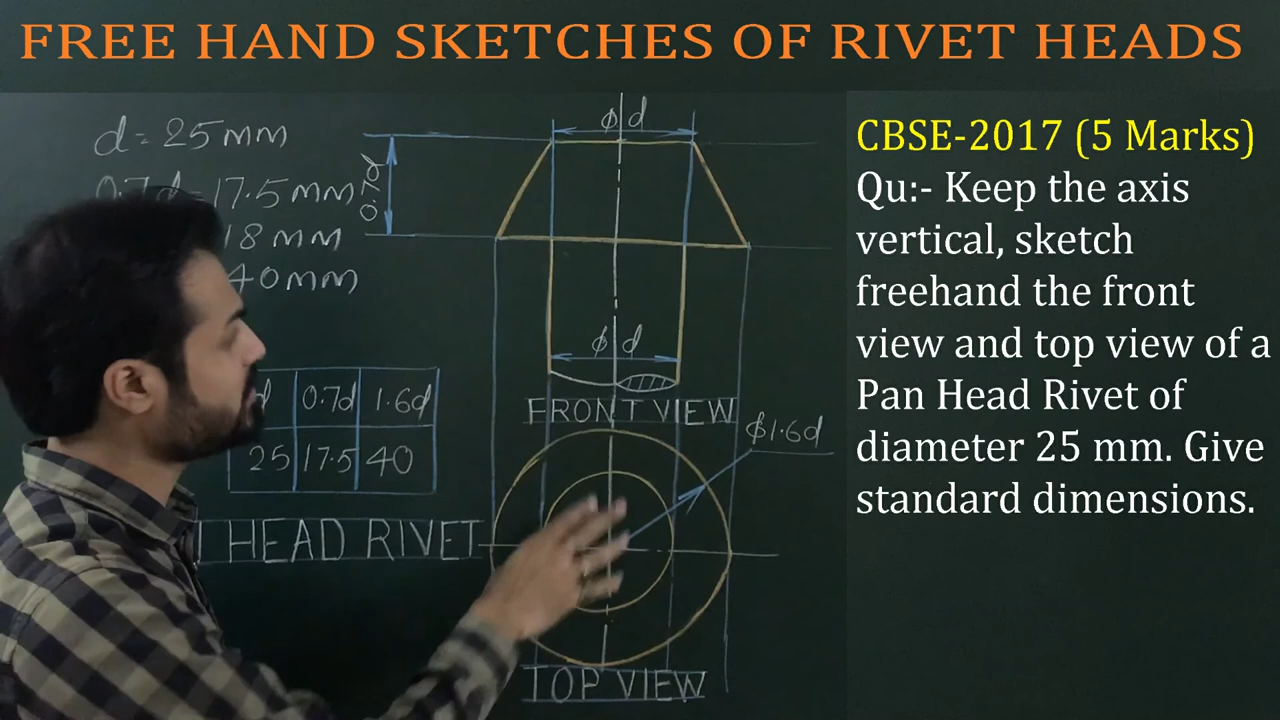 FREE HAND SKETCHES OF RIVET HEADS
d = 25 mm
0.7d = 17.5 mm
18 mm
40 mm
0.7d
ϕ d
ϕ d
FRONT VIEW
ϕ1.6d
d 0.7d 1.6d
25 17.5 40
HEAD RIVET
TOP VIEW
CBSE-2017 (5 Marks)
Qu:- Keep the axis
vertical, sketch
freehand the front
view and top view of a
Pan Head Rivet of
diameter 25 mm. Give
standard dimensions.